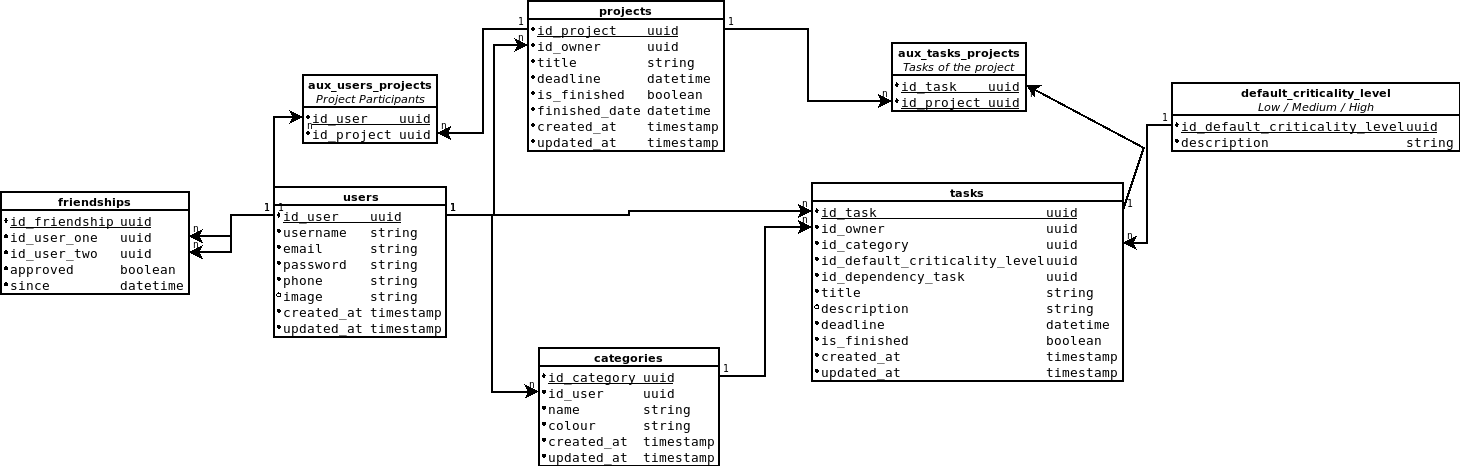 projects
id_project uuid
id_owner uuid
title string
deadline datetime
is_finished boolean
finished_date datetime
created_at timestamp
updated_at timestamp
aux_users_projects
Project Participants
id_user uuid
id_project uuid
aux_tasks_projects
Tasks of the project
id_task uuid
id_project uuid
default_criticality_level
Low / Medium / High
id_default_criticality_level uuid
description string
friendships
id_friendship uuid
id_user_one uuid
id_user_two uuid
approved boolean
since datetime
users
id_user uuid
username string
email string
password string
phone string
image string
created_at timestamp
updated_at timestamp
tasks
id_task uuid
id_owner uuid
id_category uuid
id_default_criticality_level uuid
id_dependency_task uuid
title string
description string
deadline datetime
is_finished boolean
created_at timestamp
updated_at timestamp
categories
id_category uuid
id_user uuid
name string
colour string
created_at timestamp
updated_at timestamp
1
n
1
n
n
n
1
n
1
n
n
1
1
1
n
n
1
n
n
1